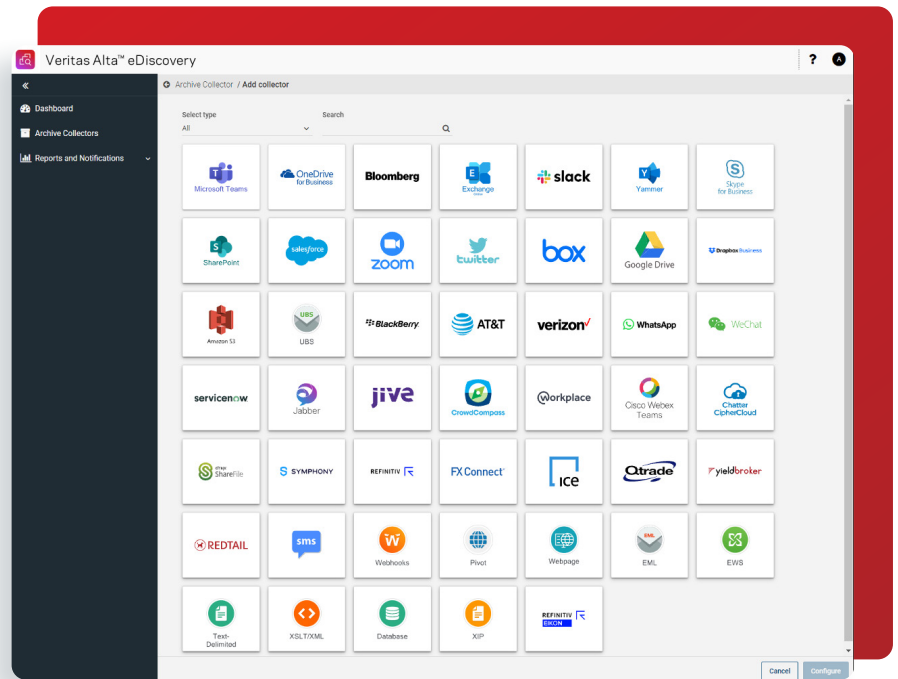 Veritas Alta™ eDiscovery
?
A
«
Archive Collector / Add collector
Dashboard
Archive Collectors
Reports and Notifications
Select type
Search
All
Microsoft Teams
OneDrive
for Business
Bloomberg
E
Exchange
slack
Yammer
S
Skype
for Business
S
SharePoint
salesforce
zoom
twitter
box
Google Drive
Dropbox Business
Amazon S3
UBS
UBS
BlackBerry
AT&T
verizon✓
WhatsApp
WeChat
servicenow
Jabber
jive
CrowdCompass
Workplace
Cisco Webex
Teams
Chatter
CipherCloud
citrix
ShareFile
SYMPHONY
REFINITIV
FX Connect
ice
Qtrade
yieldbroker
REDTAIL
sms
Webhooks
Pivot
Webpage
EML
EML
EWS
Text-
Delimited
XSLT/XML
Database
XIP
REFINITIV
EIKON
Cancel
Configure